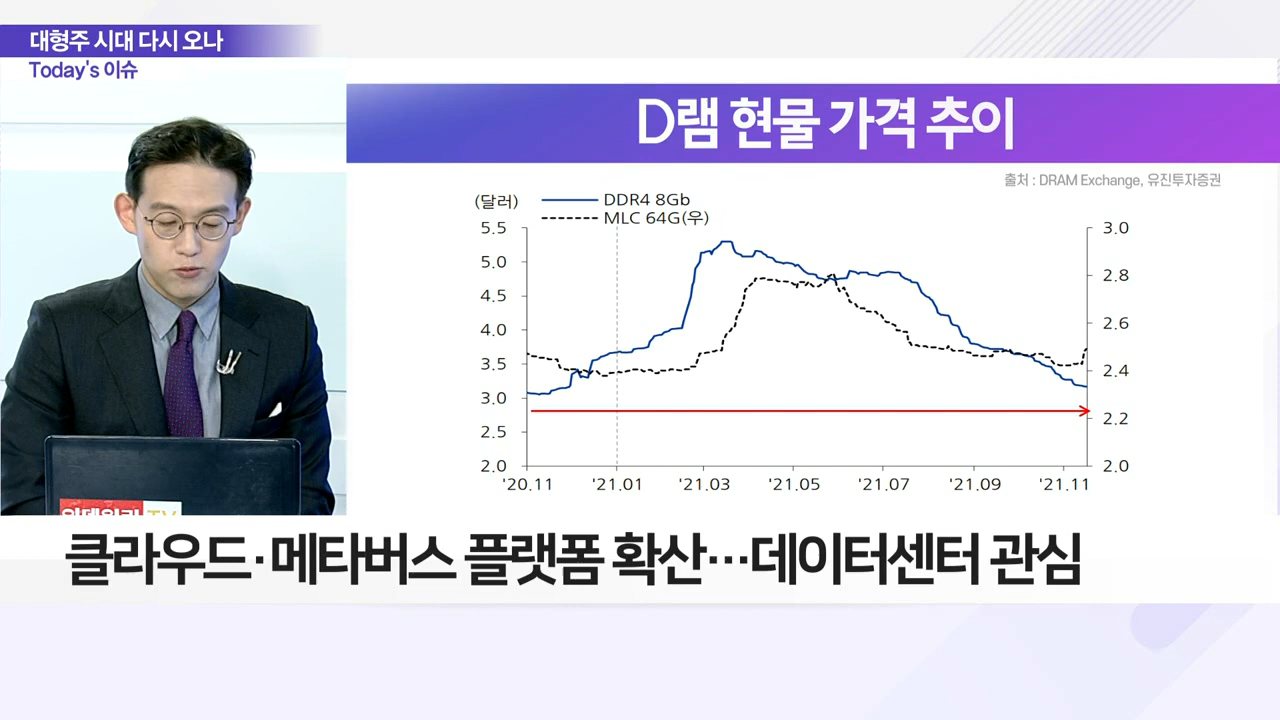 대형주 시대 다시 오나
Today's 이슈
D램 현물 가격 추이
출처 : DRAM Exchange, 유진투자증권
(달러)
DDR4 8Gb
MLC 64G(우)
5.5
5.0
4.5
4.0
3.5
3.0
2.5
2.0
3.0
2.8
2.6
2.4
2.2
2.0
'20.11 '21.01 '21.03 '21.05 '21.07 '21.09 '21.11
이데일리 TV
클라우드·메타버스 플랫폼 확산…데이터센터 관심